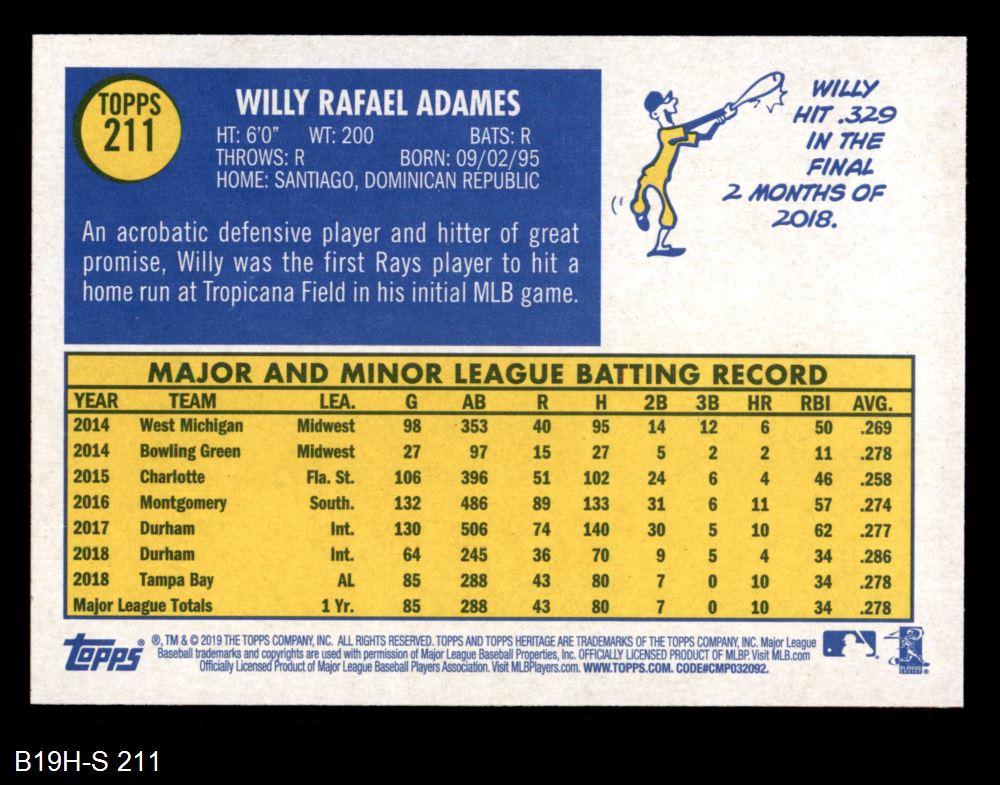 TOPPS
211
WILLY RAFAEL ADAMES
HT: 6'0" WT: 200 BATS: R
THROWS: R BORN: 09/02/95
HOME: SANTIAGO, DOMINICAN REPUBLIC
An acrobatic defensive player and hitter of great
promise, Willy was the first Rays player to hit a
home run at Tropicana Field in his initial MLB game.
WILLY
HIT .329
IN THE
FINAL
2 MONTHS OF
2018.
MAJOR AND MINOR LEAGUE BATTING RECORD
YEAR TEAM LEA. G AB R H 2B 3B HR RBI AVG.
2014 West Michigan Midwest 98 353 40 95 14 12 6 50 .269
2014 Bowling Green Midwest 27 97 15 27 5 2 2 11 .278
2015 Charlotte Fla. St. 106 396 51 102 24 6 4 46 .258
2016 Montgomery South. 132 486 89 133 31 6 11 57 .274
2017 Durham Int. 130 506 74 140 30 5 10 62 .277
2018 Durham Int. 64 245 36 70 9 5 4 34 .286
2018 Tampa Bay AL 85 288 43 80 7 0 10 34 .278
Major League Totals 1 Yr. 85 288 43 80 7 0 10 34 .278
Topps ®
®, TM & © 2019 THE TOPPS COMPANY, INC. ALL RIGHTS RESERVED. TOPPS AND TOPPS HERITAGE ARE TRADEMARKS OF THE TOPPS COMPANY, INC. Major League
Baseball trademarks and copyrights are used with permission of Major League Baseball Properties, Inc. OFFICIALLY LICENSED PRODUCT OF MLBP. Visit MLB.com
Officially Licensed Product of Major League Baseball Players Association. Visit MLBPlayers.com. WWW.TOPPS.COM. CODE#CMP032092.
B19H-S 211